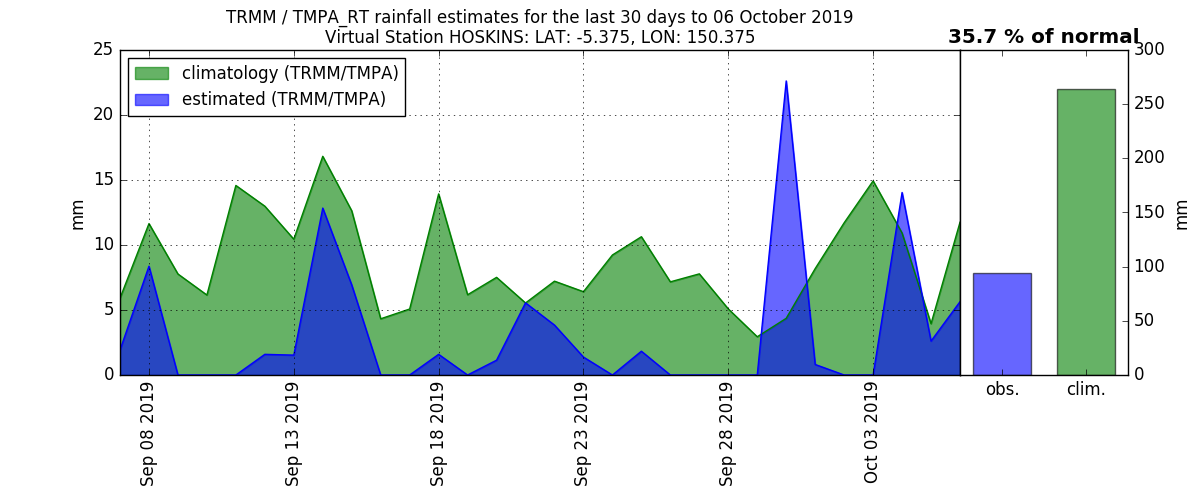 TRMM / TMPA_RT rainfall estimates for the last 30 days to 06 October 2019
Virtual Station HOSKINS: LAT: -5.375, LON: 150.375
35.7 % of normal
climatology (TRMM/TMPA)
estimated (TRMM/TMPA)
25
20
15
10
5
0
mm
Sep 08 2019
Sep 13 2019
Sep 18 2019
Sep 23 2019
Sep 28 2019
Oct 03 2019
300
250
200
150
100
50
0
mm
obs.
clim.